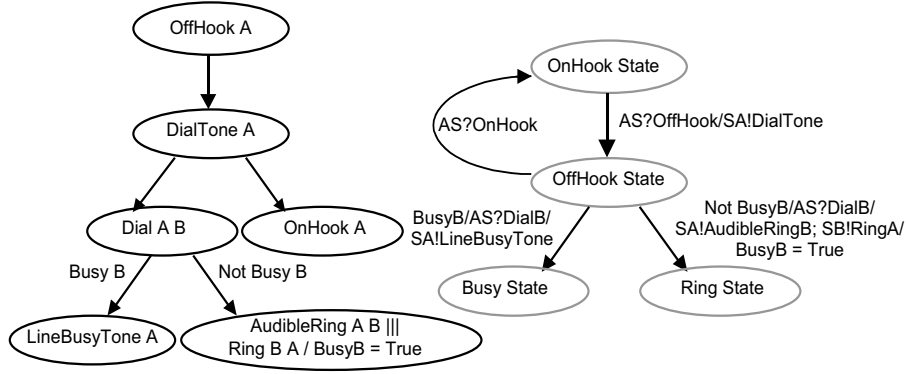 OffHook A
DialTone A
Dial A B
OnHook A
Busy B
Not Busy B
LineBusyTone A
AudibleRing A B |||
Ring B A / BusyB = True
OnHook State
AS?OnHook
AS?OffHook/SA!DialTone
OffHook State
BusyB/AS?DialB/
SA!LineBusyTone
Not BusyB/AS?DialB/
SA!AudibleRingB; SB!RingA/
BusyB = True
Busy State
Ring State